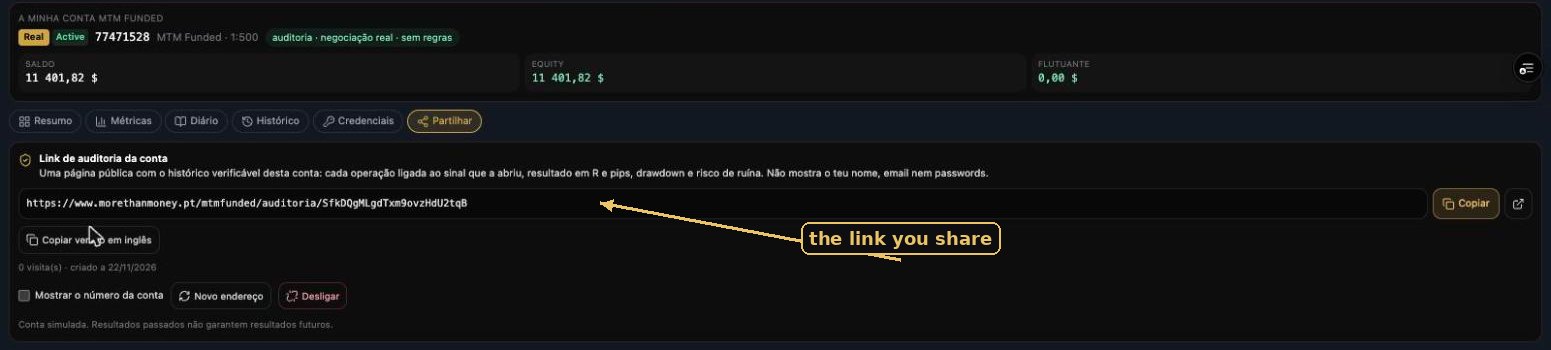 A MINHA CONTA MTM FUNDED
Real Active 77471528 MTM Funded · 1:500 auditoria · negociação real · sem regras
SALDO
11 401,82 $
EQUITY
11 401,82 $
FLUTUANTE
0,00 $
Resumo Métricas Diário Histórico Credenciais Partilhar
Link de auditoria da conta
Uma página pública com o histórico verificável desta conta: cada operação ligada ao sinal que a abriu, resultado em R e pips, drawdown e risco de ruína. Não mostra o teu nome, email nem passwords.
https://www.morethanmoney.pt/mtmfunded/auditoria/SfkDQgMLgdTxm9ovzHdU2tqB
Copiar
the link you share
Copiar em inglês
0 visita(s) · criado a 22/11/2026
Mostrar o número da conta Novo endereço Desligar
Conta simulada. Resultados passados não garantem resultados futuros.